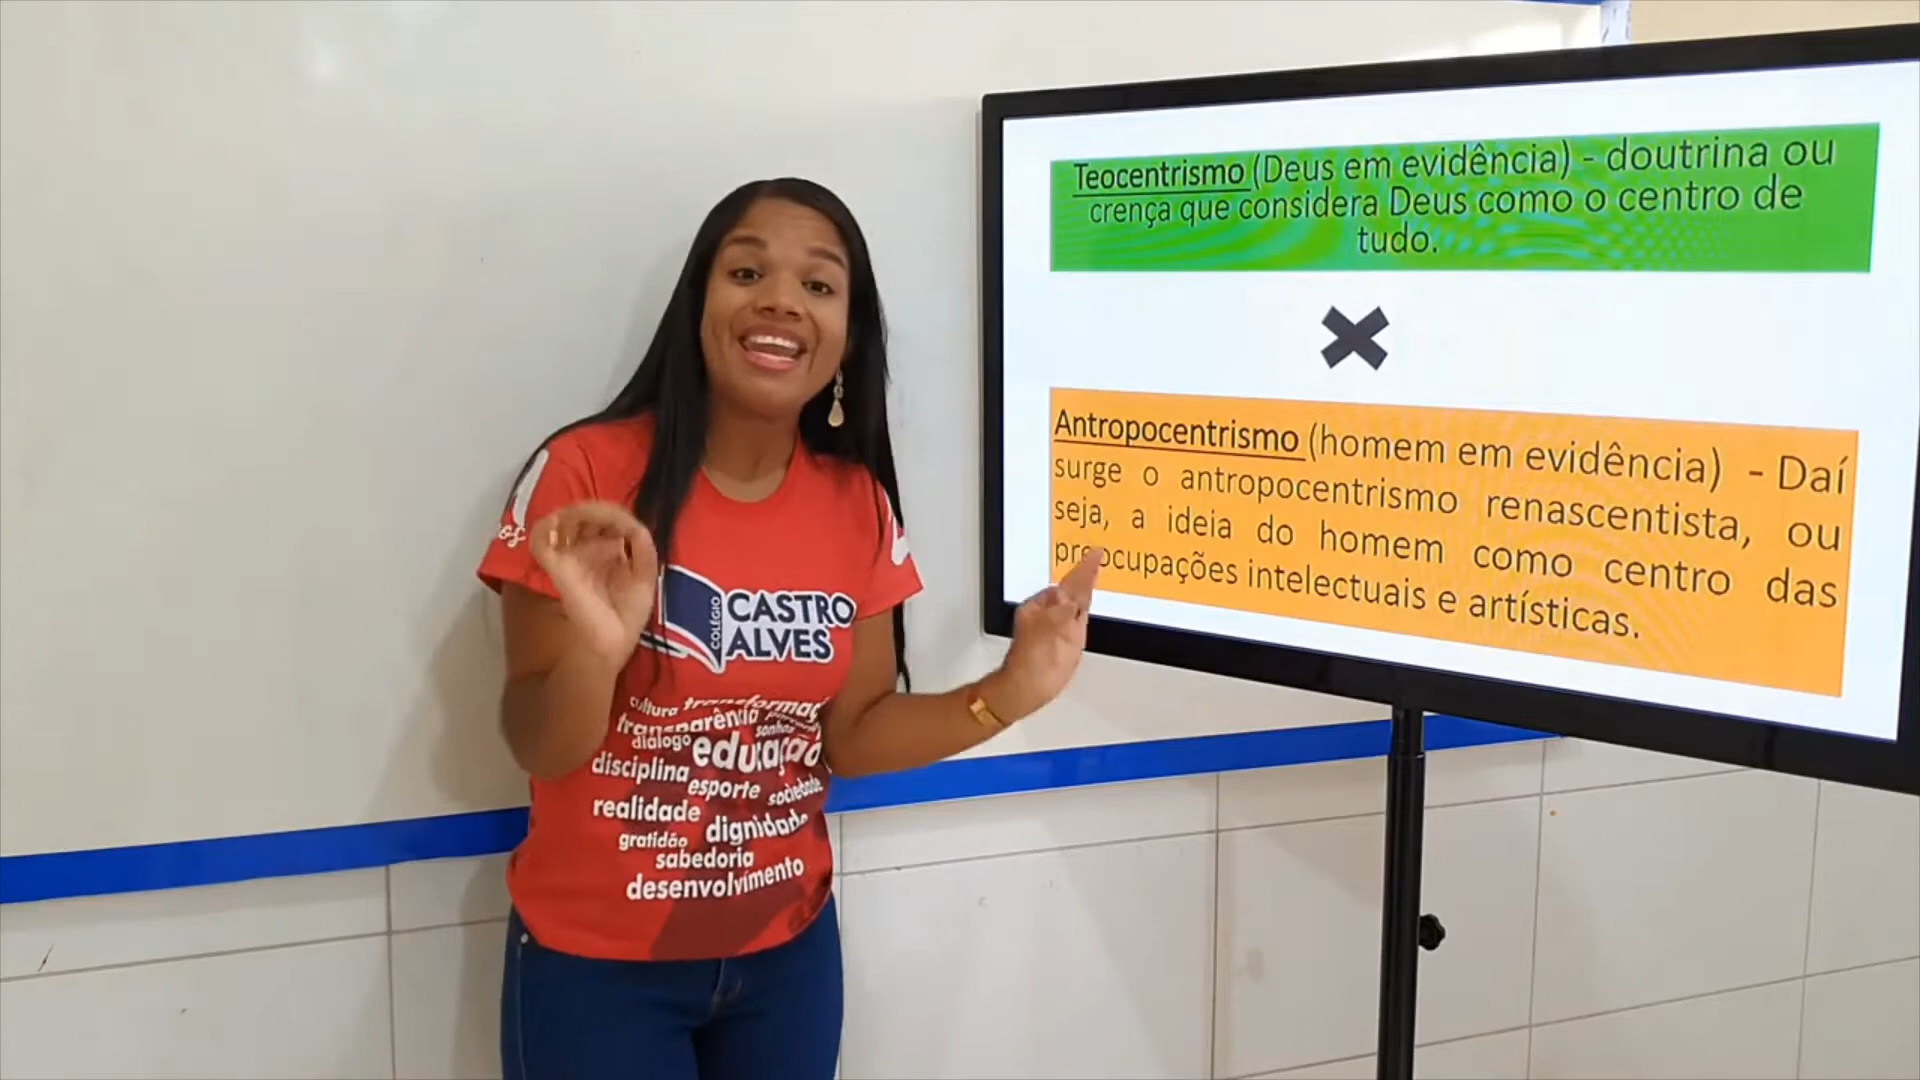 Teocentrismo (Deus em evidência) - doutrina ou
crença que considera Deus como o centro de
tudo.
Antropocentrismo (homem em evidência) - Daí
surge o antropocentrismo renascentista, ou
seja, a ideia do homem como centro das
preocupações intelectuais e artísticas.
COLÉGIO
CASTRO
ALVES
transparência
diálogo
educação
disciplina
esporte sociedade
realidade
gratidão dignidade
sabedoria
desenvolvimento